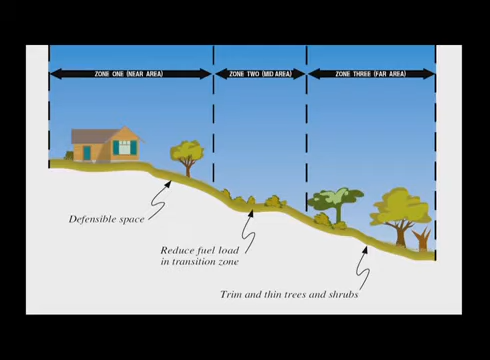 ZONE ONE (NEAR AREA)
ZONE TWO (MID AREA)
ZONE THREE (FAR AREA)
Defensible space
Reduce fuel load
in transition zone
Trim and thin trees and shrubs